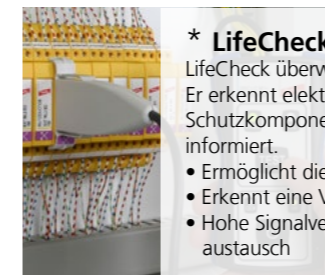 * LifeCheck
LifeCheck überw
Er erkennt elekt
Schutzkompone
informiert.
• Ermöglicht die
• Erkennt eine V
• Hohe Signalve
austausch